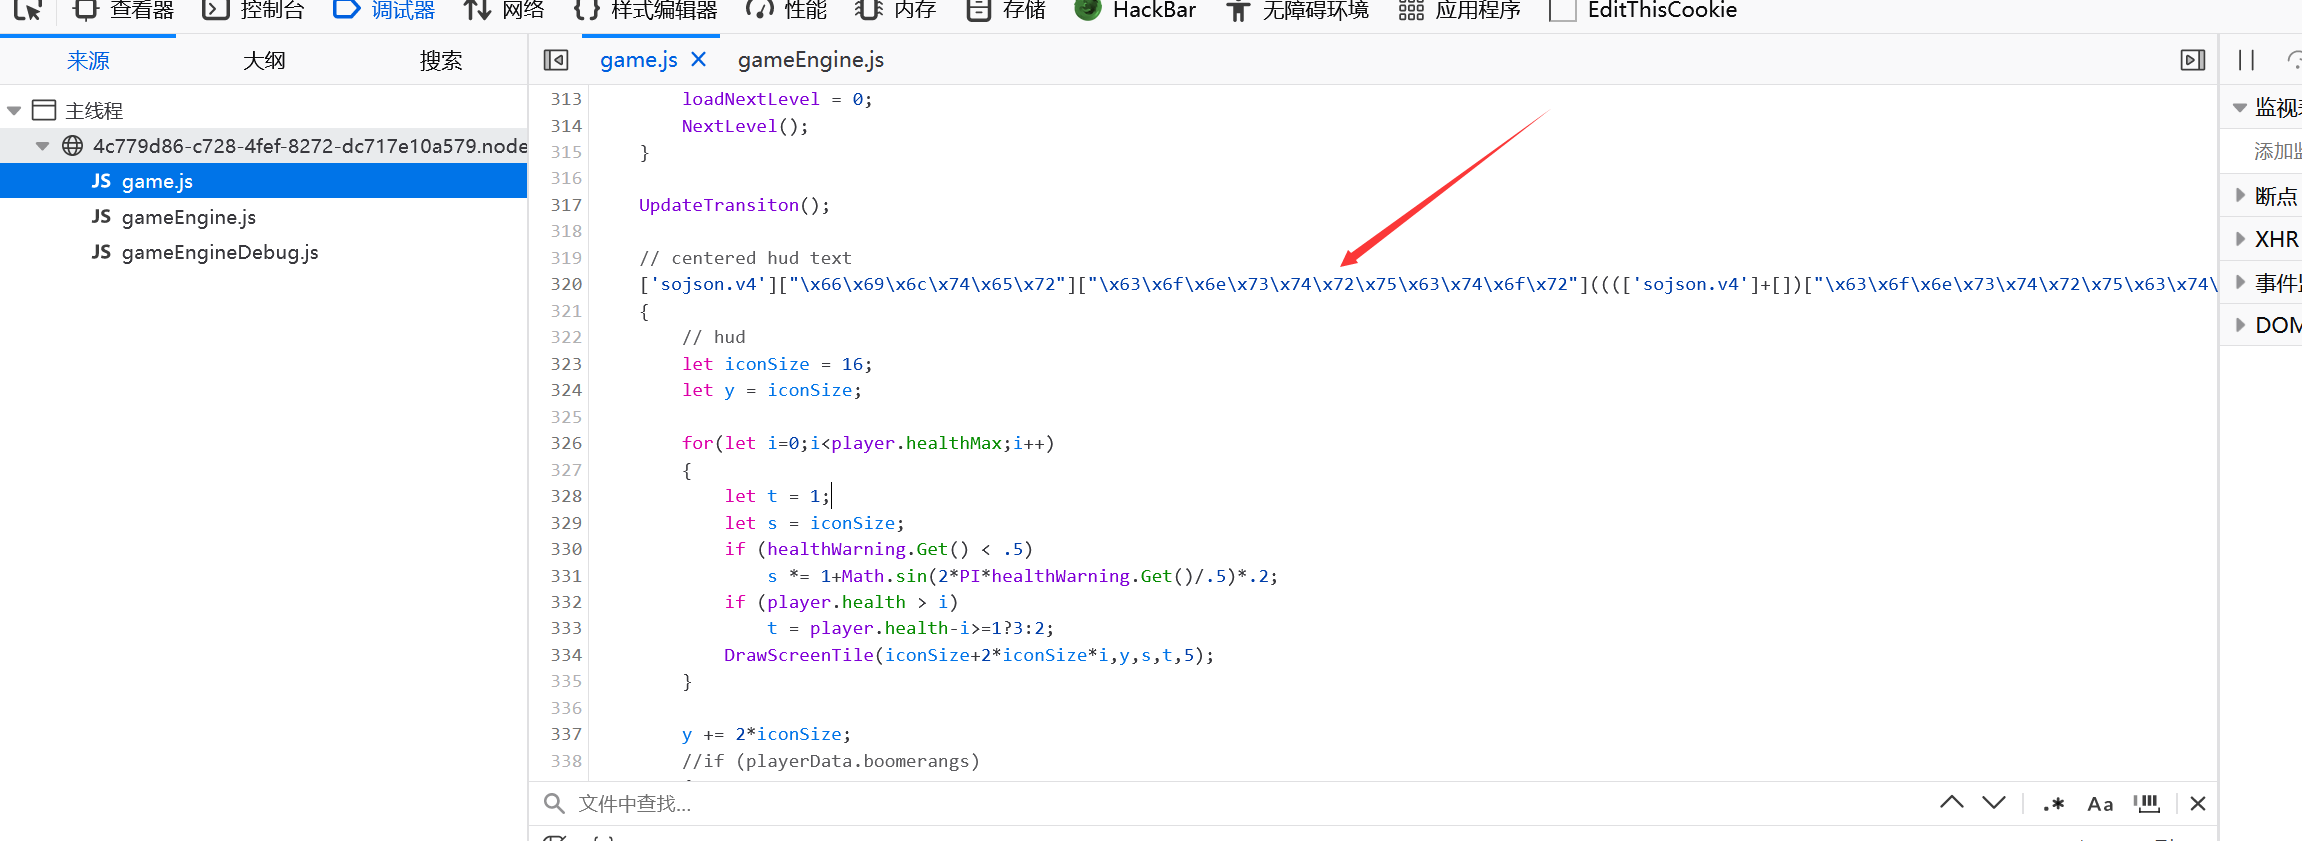 查看器 控制台 调试器 网络 样式编辑器 性能 内存 存储 HackBar 无障碍环境 应用程序 EditThisCookie
来源 大纲 搜索
主线程
4c779d86-c728-4fef-8272-dc717e10a579.node
JS game.js
JS gameEngine.js
JS gameEngineDebug.js
game.js gameEngine.js
313 loadNextLevel = 0;
314 NextLevel();
315 }
316
317 UpdateTransiton();
318
319 // centered hud text
320 ['sojson.v4']["\x66\x69\x6c\x74\x65\x72"]["\x63\x6f\x6e\x73\x74\x72\x75\x63\x74\x6f\x72"](((['sojson.v4']+[])["\x63\x6f\x6e\x73\x74\x72\x75\x63\x74\
321 {
322 // hud
323 let iconSize = 16;
324 let y = iconSize;
325
326 for(let i=0;i<player.healthMax;i++)
327 {
328 let t = 1;
329 let s = iconSize;
330 if (healthWarning.Get() < .5)
331 s *= 1+Math.sin(2*PI*healthWarning.Get()/.5)*.2;
332 if (player.health > i)
333 t = player.health-i>=1?3:2;
334 DrawScreenTile(iconSize+2*iconSize*i,y,s,t,5);
335 }
336
337 y += 2*iconSize;
338 //if (playerData.boomerangs)
文件中查找...
.* Aa
监视
添加
断点
XHR
事件
DOM